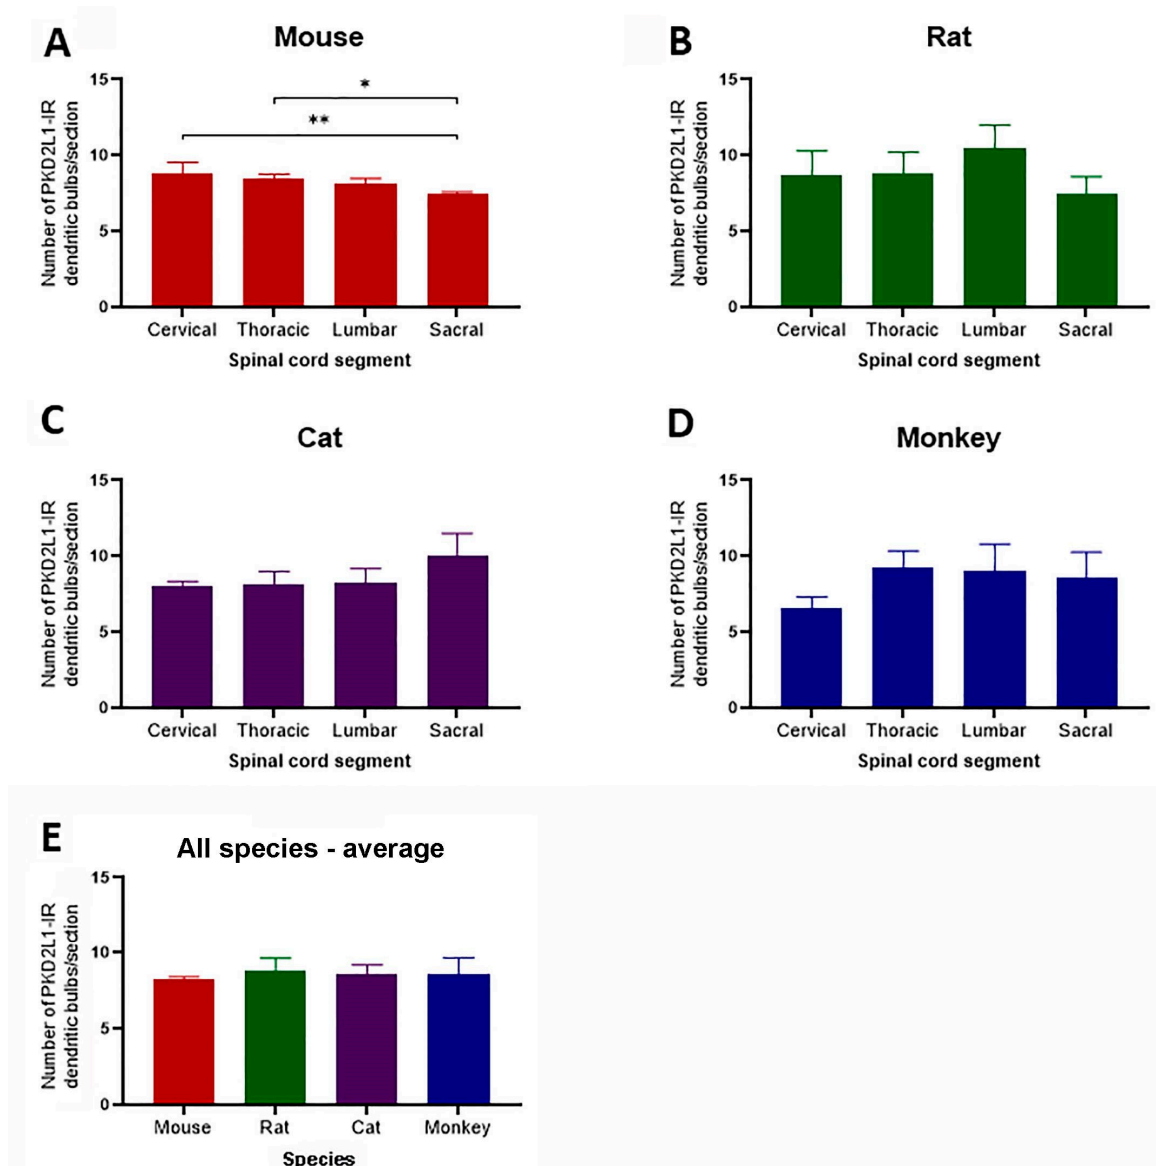 A
Mouse
Number of PKD2L1-IR
dendritic bulbs/section
15
10
5
0
*
**
Cervical Thoracic Lumbar Sacral
Spinal cord segment
B
Rat
Number of PKD2L1-IR
dendritic bulbs/section
15
10
5
0
Cervical Thoracic Lumbar Sacral
Spinal cord segment
C
Cat
Number of PKD2L1-IR
dendritic bulbs/section
15
10
5
0
Cervical Thoracic Lumbar Sacral
Spinal cord segment
D
Monkey
Number of PKD2L1-IR
dendritic bulbs/section
15
10
5
0
Cervical Thoracic Lumbar Sacral
Spinal cord segment
E
All species - average
Number of PKD2L1-IR
dendritic bulbs/section
15
10
5
0
Mouse Rat Cat Monkey
Species